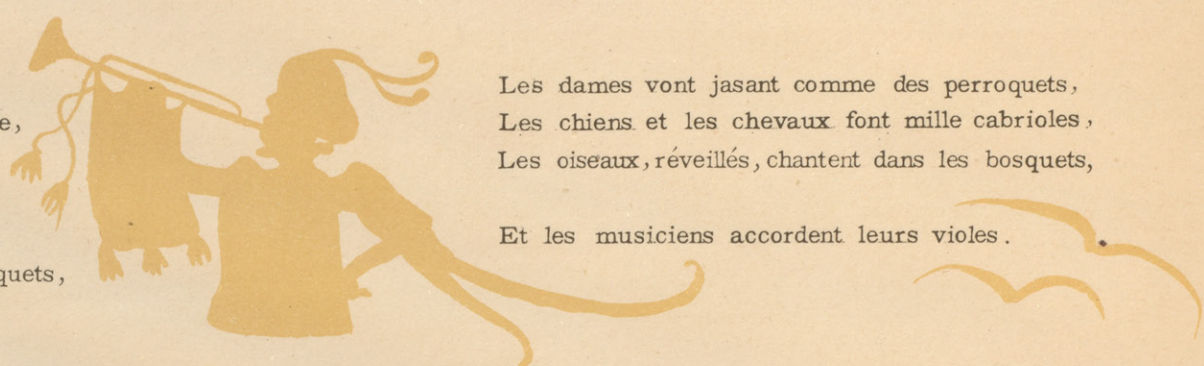 e,
quets,
Les dames vont jasant comme des perroquets,
Les chiens et les chevaux font mille cabrioles,
Les oiseaux, réveillés, chantent dans les bosquets,
Et les musiciens accordent leurs violes.